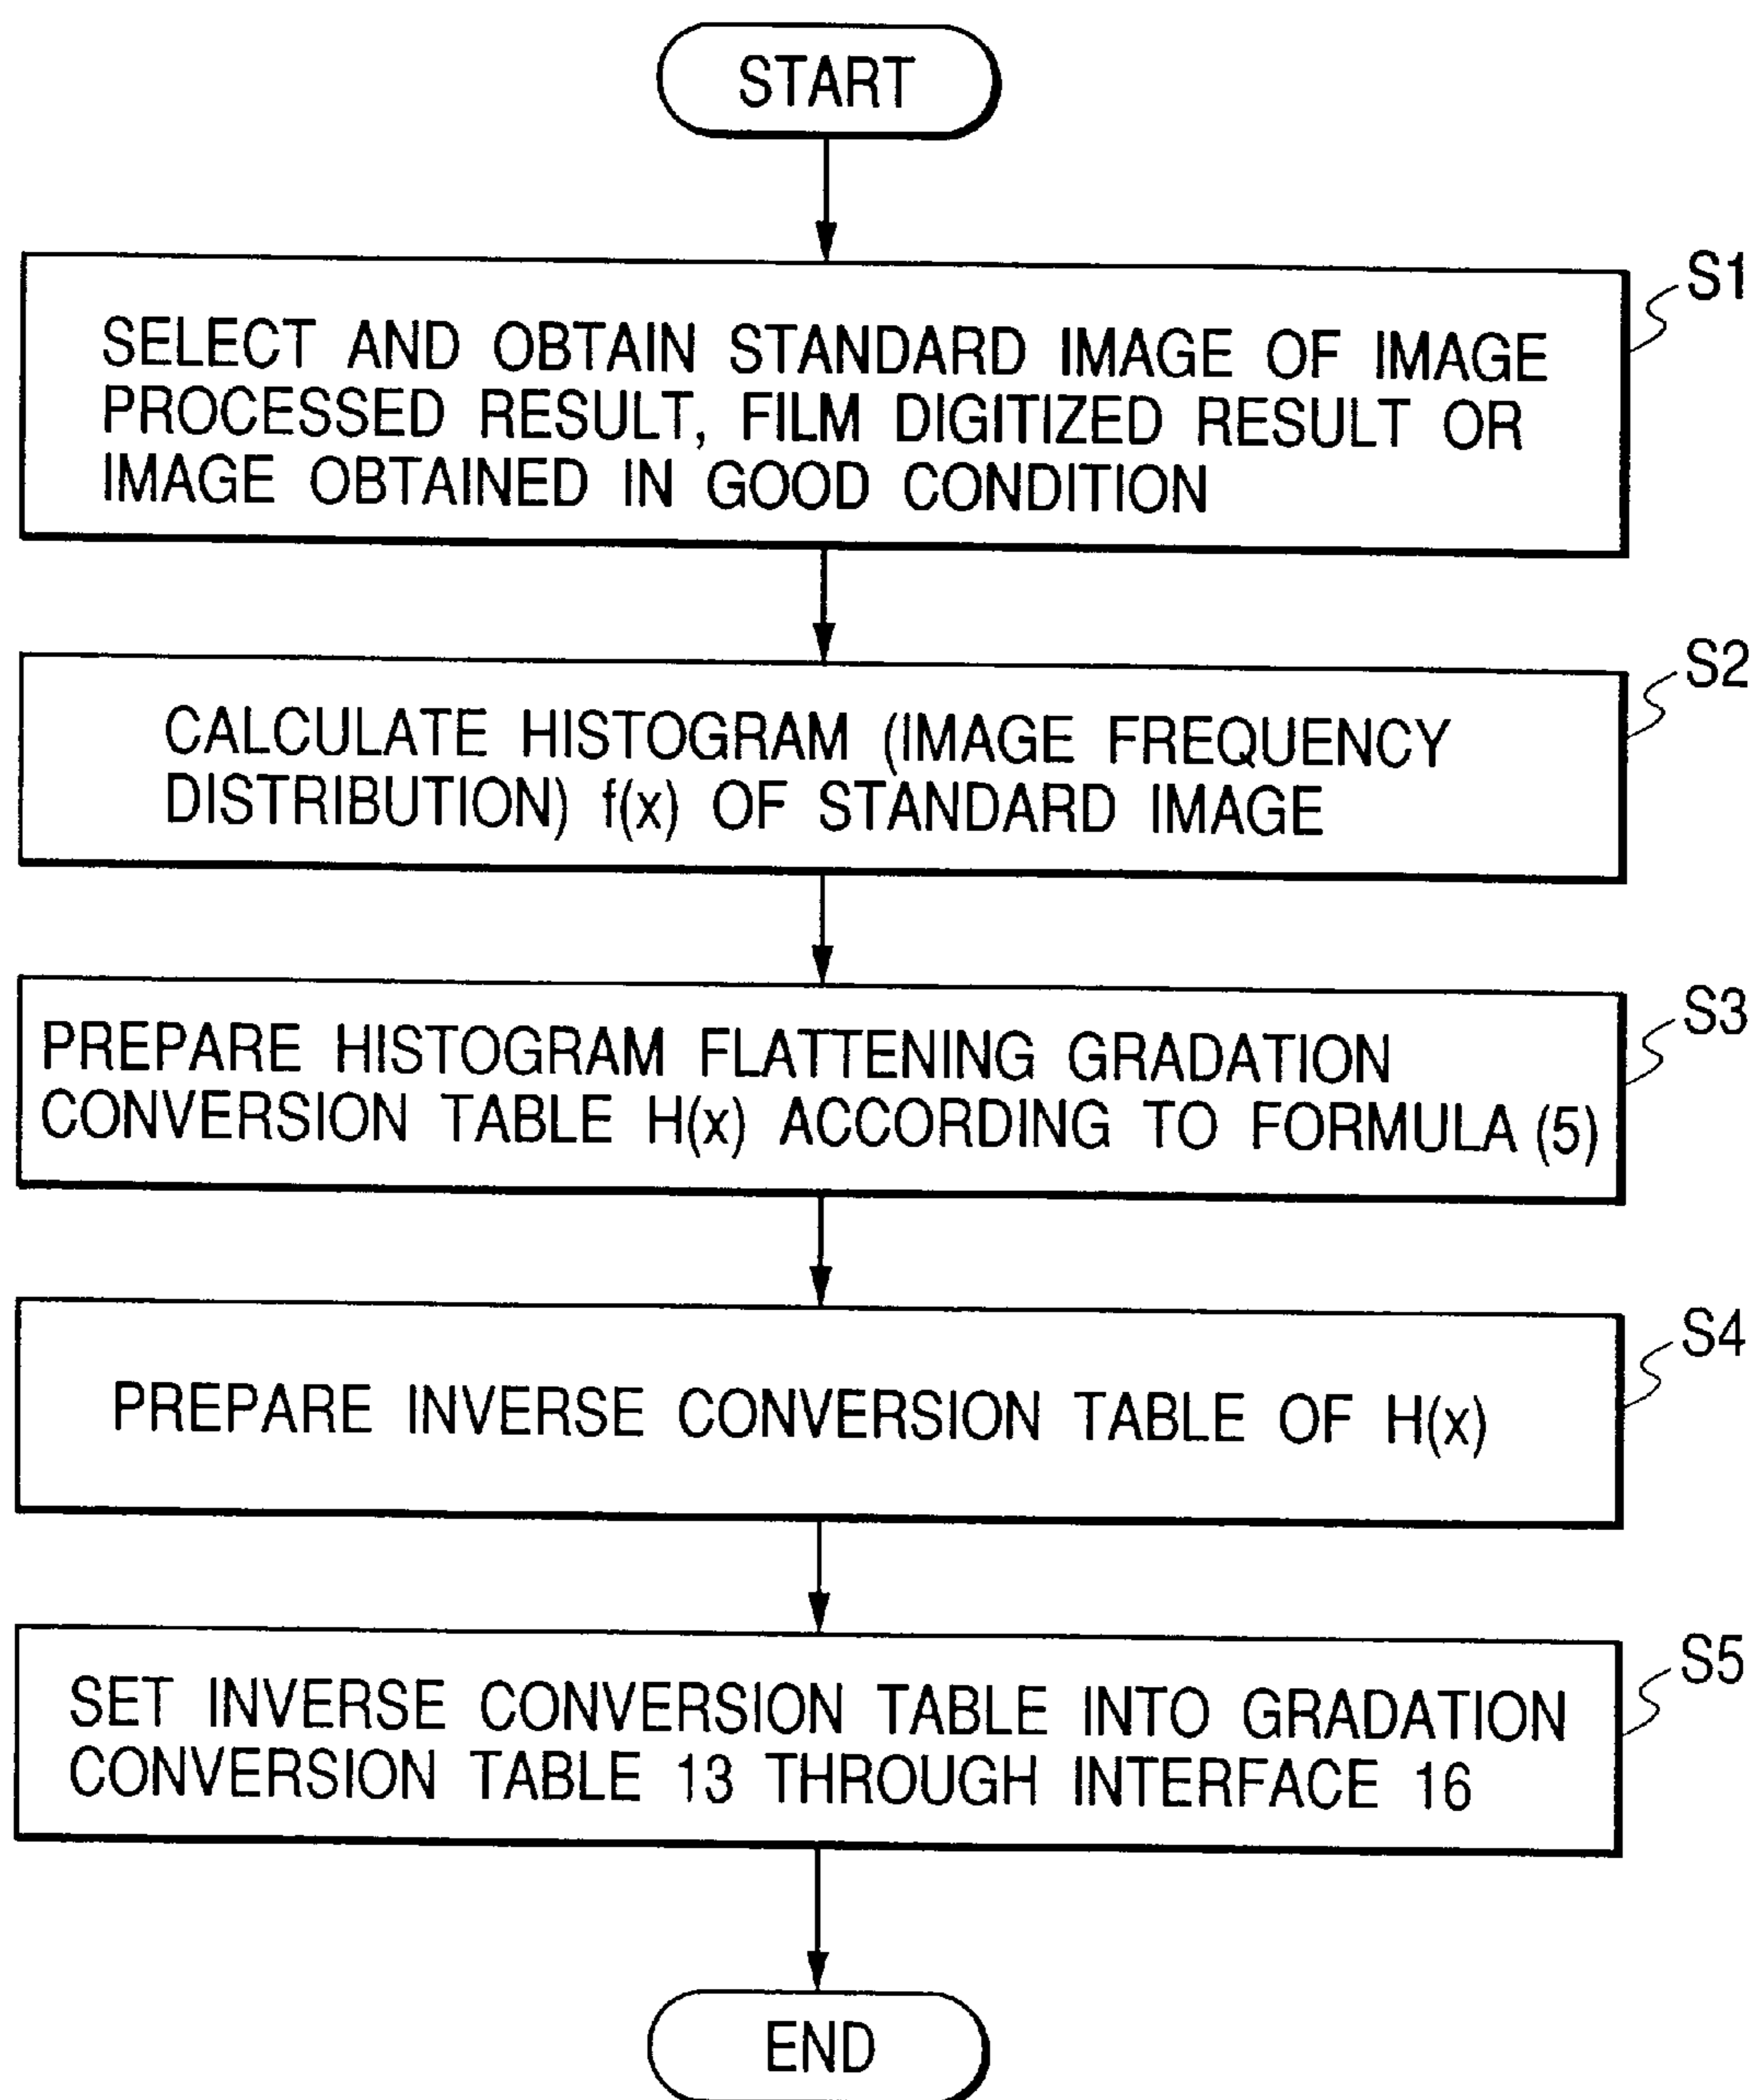 START
S1
SELECT AND OBTAIN STANDARD IMAGE OF IMAGE
PROCESSED RESULT, FILM DIGITIZED RESULT OR
IMAGE OBTAINED IN GOOD CONDITION
S2
CALCULATE HISTOGRAM (IMAGE FREQUENCY
DISTRIBUTION) f(x) OF STANDARD IMAGE
S3
PREPARE HISTOGRAM FLATTENING GRADATION
CONVERSION TABLE H(x) ACCORDING TO FORMULA (5)
S4
PREPARE INVERSE CONVERSION TABLE OF H(x)
S5
SET INVERSE CONVERSION TABLE INTO GRADATION
CONVERSION TABLE 13 THROUGH INTERFACE 16
END